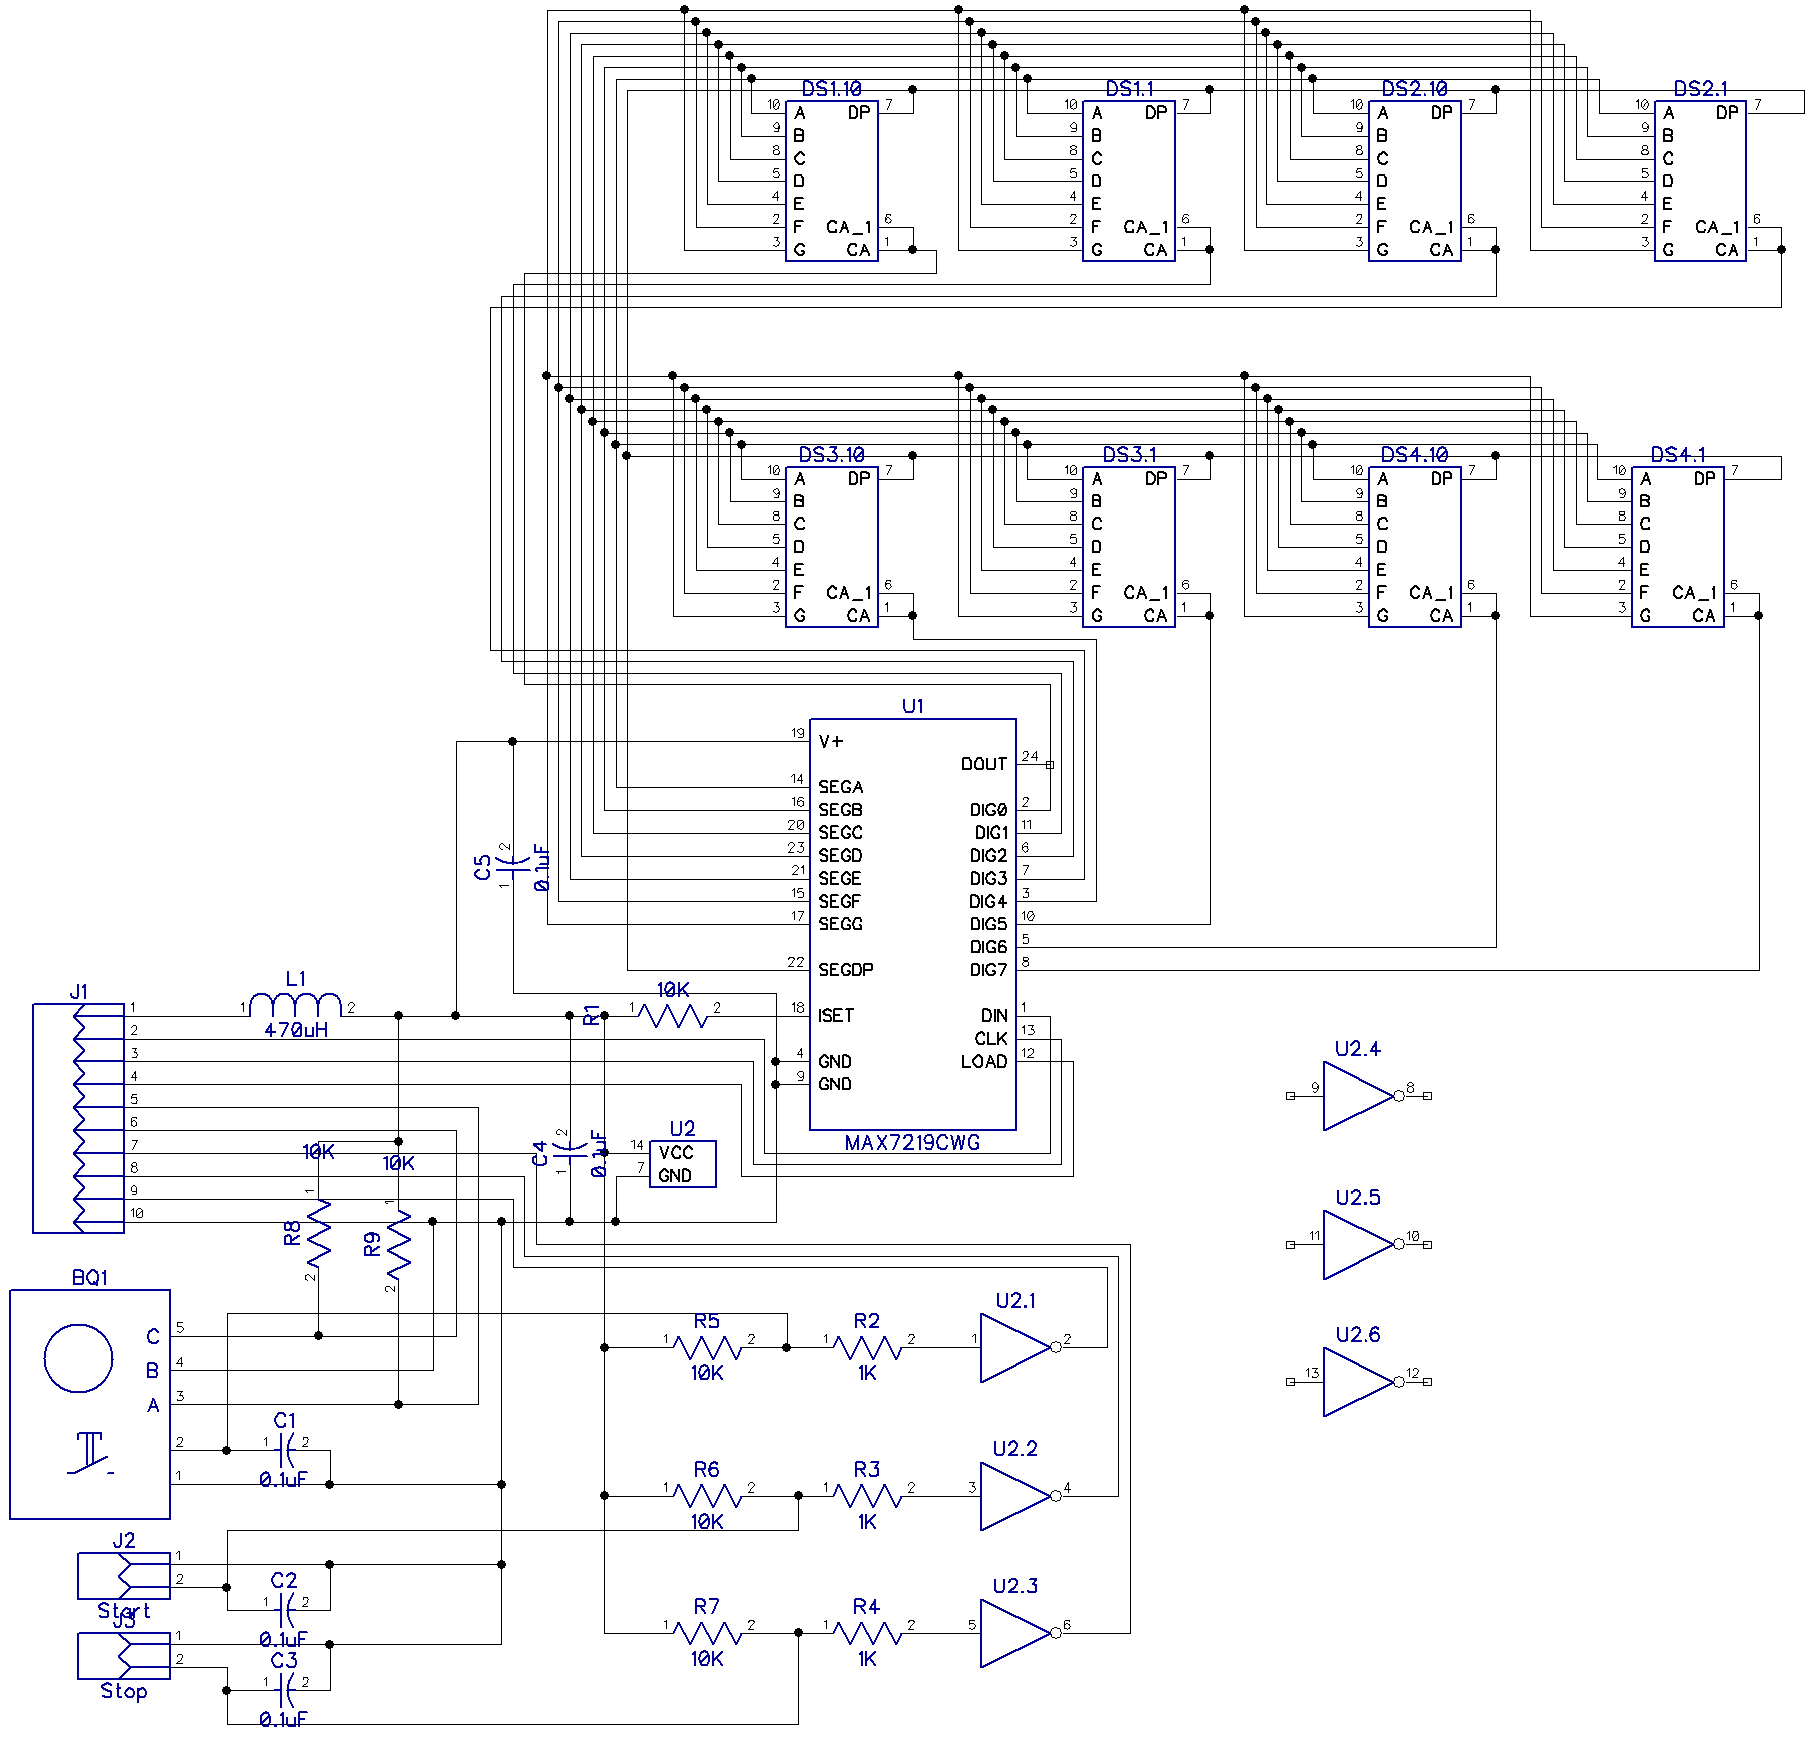 DS1.10 DS1.1 DS2.10 DS2.1
10 A DP 7 10 A DP 7 10 A DP 7 10 A DP 7
9 B 9 B 9 B 9 B
8 C 8 C 8 C 8 C
5 D 5 D 5 D 5 D
4 E 4 E 4 E 4 E
2 F CA_1 6 2 F CA_1 6 2 F CA_1 6 2 F CA_1 6
3 G CA 1 3 G CA 1 3 G CA 1 3 G CA 1
DS3.10 DS3.1 DS4.10 DS4.1
10 A DP 7 10 A DP 7 10 A DP 7 10 A DP 7
9 B 9 B 9 B 9 B
8 C 8 C 8 C 8 C
5 D 5 D 5 D 5 D
4 E 4 E 4 E 4 E
2 F CA_1 6 2 F CA_1 6 2 F CA_1 6 2 F CA_1 6
3 G CA 1 3 G CA 1 3 G CA 1 3 G CA 1
U1
19 V+
DOUT 24
14 SEGA
16 SEGB DIG0 2
20 SEGC DIG1 11
23 SEGD DIG2 6
21 SEGE DIG3 7
15 SEGF DIG4 3
17 SEGG DIG5 10
DIG6 5
22 SEGDP DIG7 8
18 ISET DIN 1
CLK 13
4 GND LOAD 12
9 GND
MAX7219CWG
C5 1 2 0.1uF
R1 1 10K 2
L1
1 2
470uH
J1
1
2
3
4
5
6
7
8
9
10
10K 10K
1 R8 2
1 R9 2
C4 1 2 0.1uF
U2
14 VCC
7 GND
U2.4
9 8
U2.5
11 10
U2.6
13 12
BQ1
C 5
B 4
A 3
2
1
C1
1 2
0.1uF
R5 R2 U2.1
1 2 1 2 1 2
10K 1K
R6 R3 U2.2
1 2 1 2 3 4
10K 1K
R7 R4 U2.3
1 2 1 2 5 6
10K 1K
J2
1
2
Start
C2
1 2
0.1uF
J3
1
2
Stop
C3
1 2
0.1uF